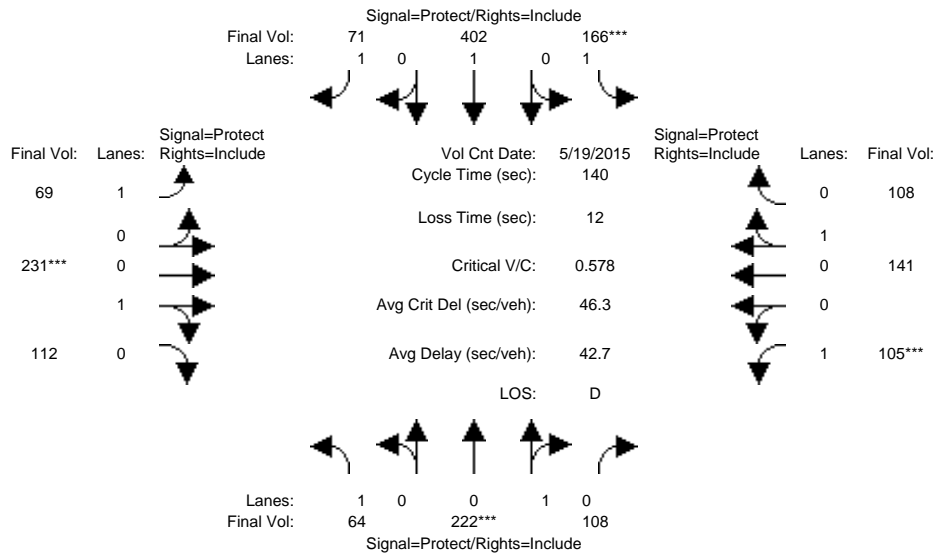 Signal=Protect/Rights=Include
Final Vol: 71 402 166***
Lanes: 1 0 1 0 1
Signal=Protect
Final Vol: Lanes: Rights=Include
Vol Cnt Date: 5/19/2015
Signal=Protect
Rights=Include Lanes: Final Vol:
Cycle Time (sec): 140
69 1
0 108
Loss Time (sec): 12
0
1
231*** 0
Critical V/C: 0.578
0 141
1
Avg Crit Del (sec/veh): 46.3
0
112 0
Avg Delay (sec/veh): 42.7
1 105***
LOS: D
Lanes: 1 0 0 1 0
Final Vol: 64 222*** 108
Signal=Protect/Rights=Include